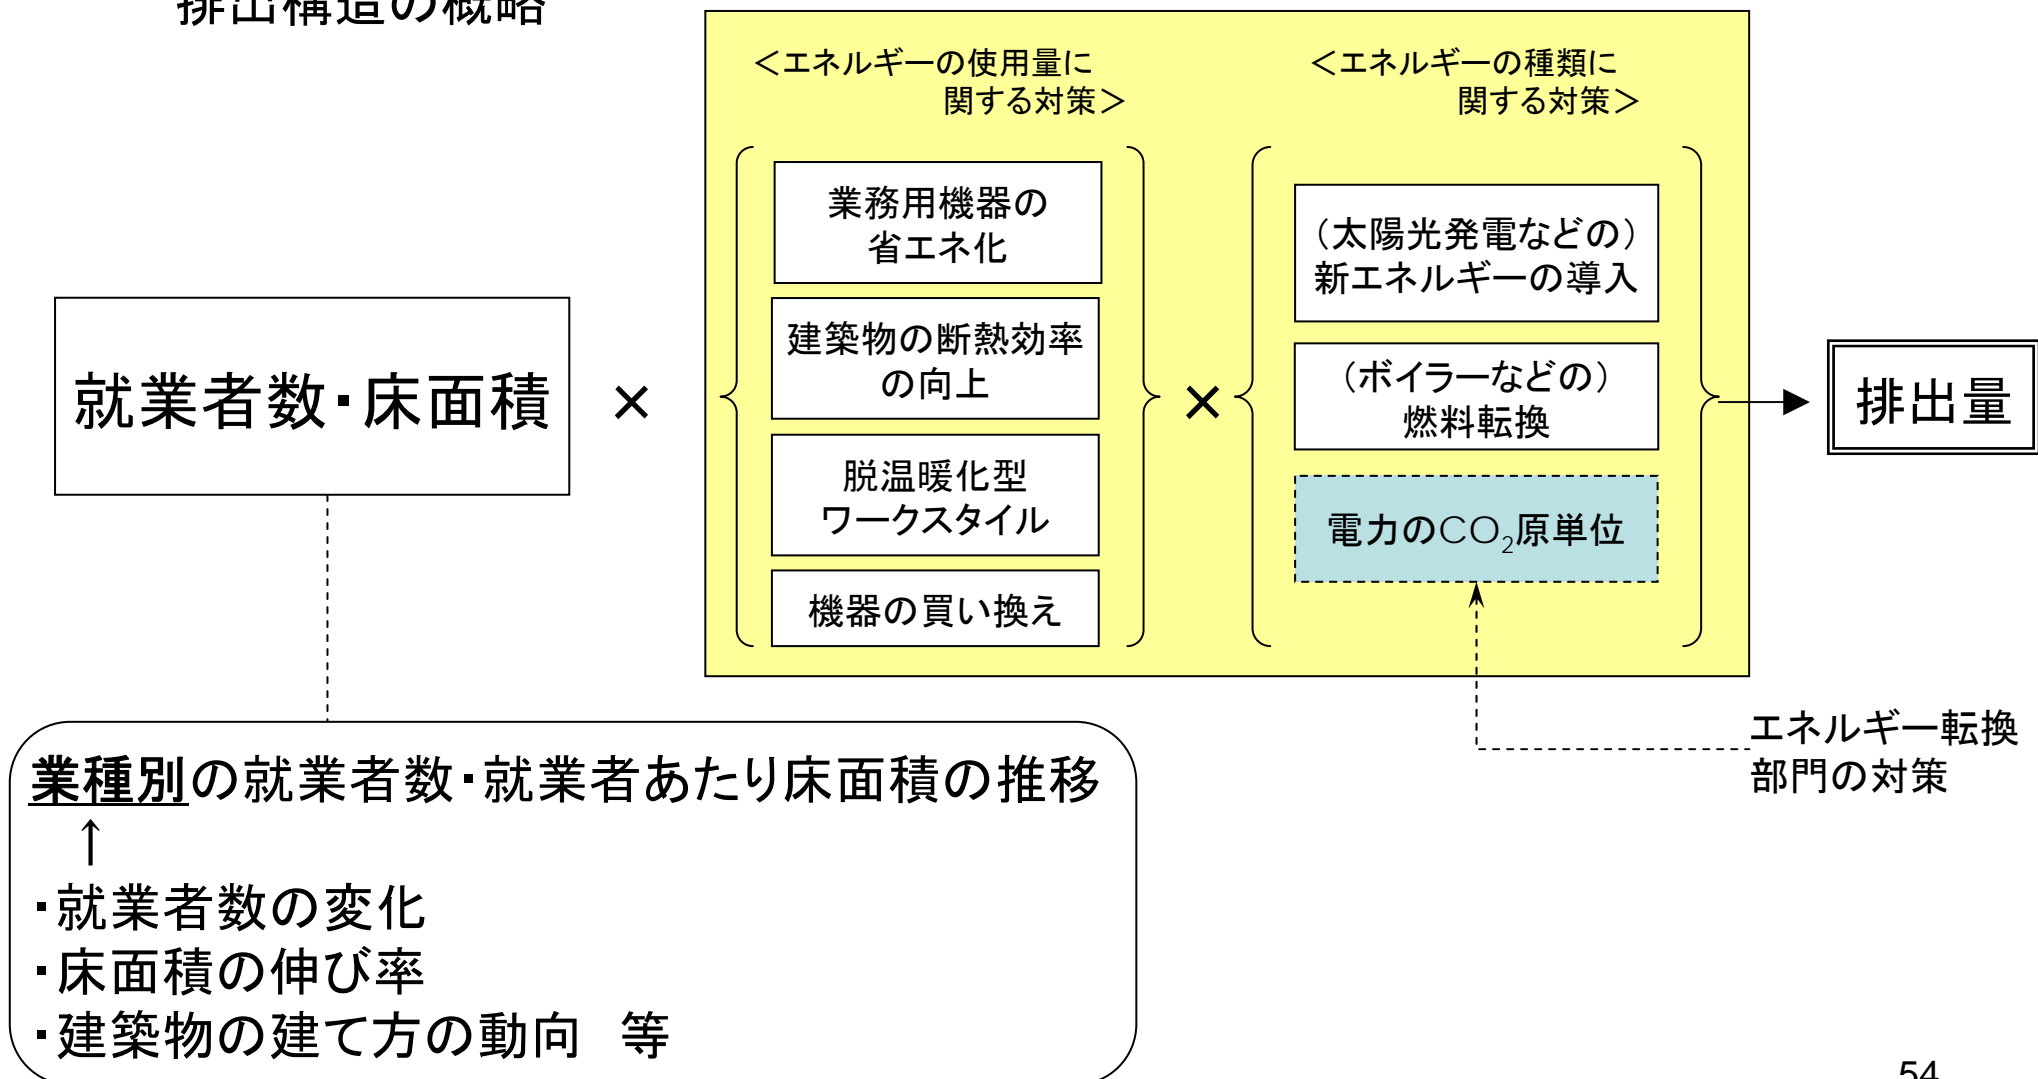 排出構造の概略
＜エネルギーの使用量に
関する対策＞
業務用機器の
省エネ化
建築物の断熱効率
の向上
脱温暖化型
ワークスタイル
機器の買い換え
＜エネルギーの種類に
関する対策＞
（太陽光発電などの）
新エネルギーの導入
（ボイラーなどの）
燃料転換
電力のCO₂原単位
就業者数・床面積
×
×
排出量
エネルギー転換
部門の対策
業種別の就業者数・就業者あたり床面積の推移
↑
・就業者数の変化
・床面積の伸び率
・建築物の建て方の動向　等
54